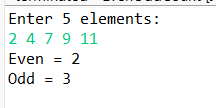 Enter 5 elements:
2 4 7 9 11
Even = 2
Odd = 3